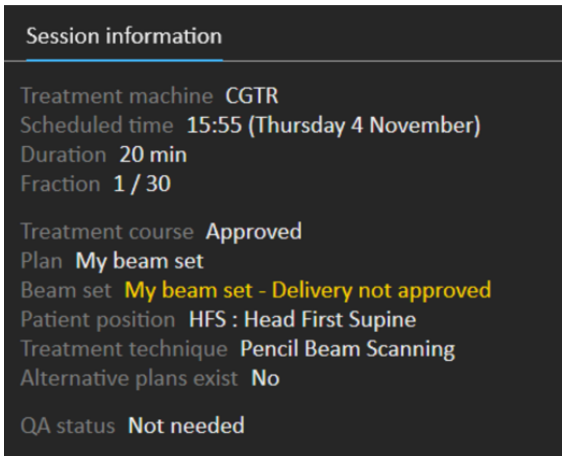 Session information
Treatment machine CGTR
Scheduled time 15:55 (Thursday 4 November)
Duration 20 min
Fraction 1 / 30
Treatment course Approved
Plan My beam set
Beam set My beam set - Delivery not approved
Patient position HFS : Head First Supine
Treatment technique Pencil Beam Scanning
Alternative plans exist No
QA status Not needed